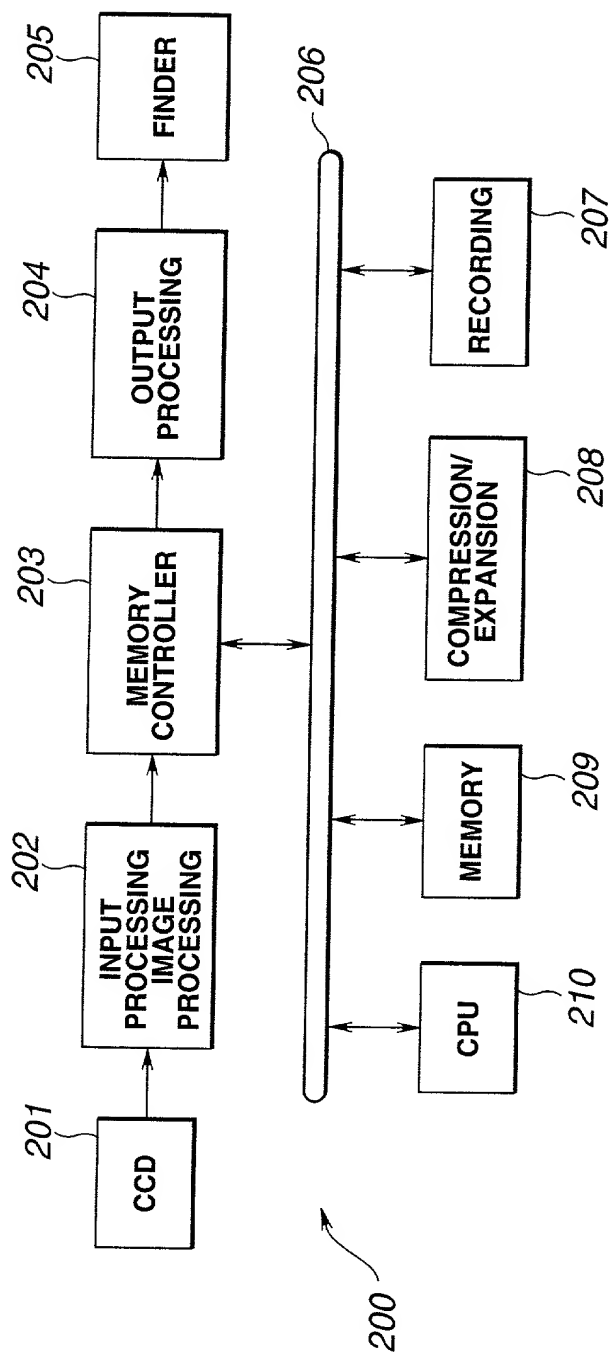 201
CCD
202
INPUT
PROCESSING
IMAGE
PROCESSING
203
MEMORY
CONTROLLER
204
OUTPUT
PROCESSING
205
FINDER
206
CPU
210
MEMORY
209
COMPRESSION/
EXPANSION
208
RECORDING
207
200